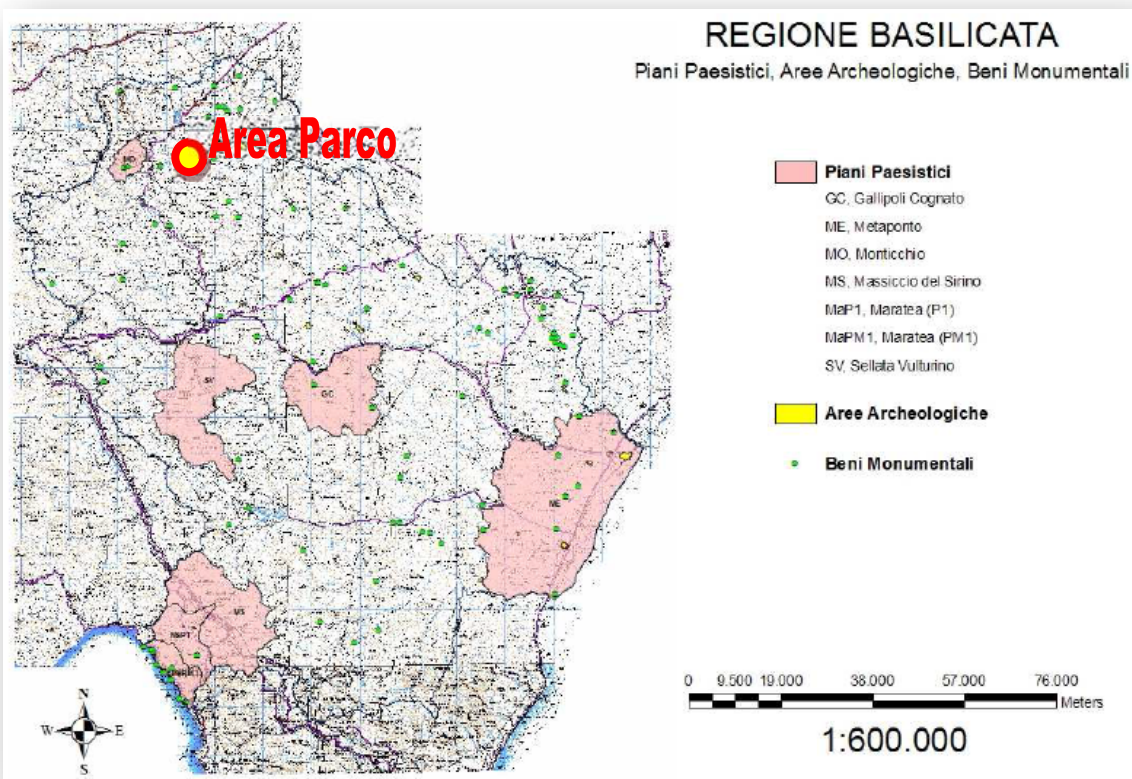 REGIONE BASILICATA
Piani Paesistici, Aree Archeologiche, Beni Monumentali
Area Parco
Piani Paesistici
GC, Gallipoli Cognato
ME, Metaponto
MO, Monticchio
MS, Massiccio del Sirino
MaP1, Maratea (P1)
MaPM1, Maratea (PM1)
SV, Sellata Vulturino
Aree Archeologiche
Beni Monumentali
MO
SV
GC
ME
MS
N
W E
S
0 9.500 19.000 38.000 57.000 76.000
Meters
1:600.000